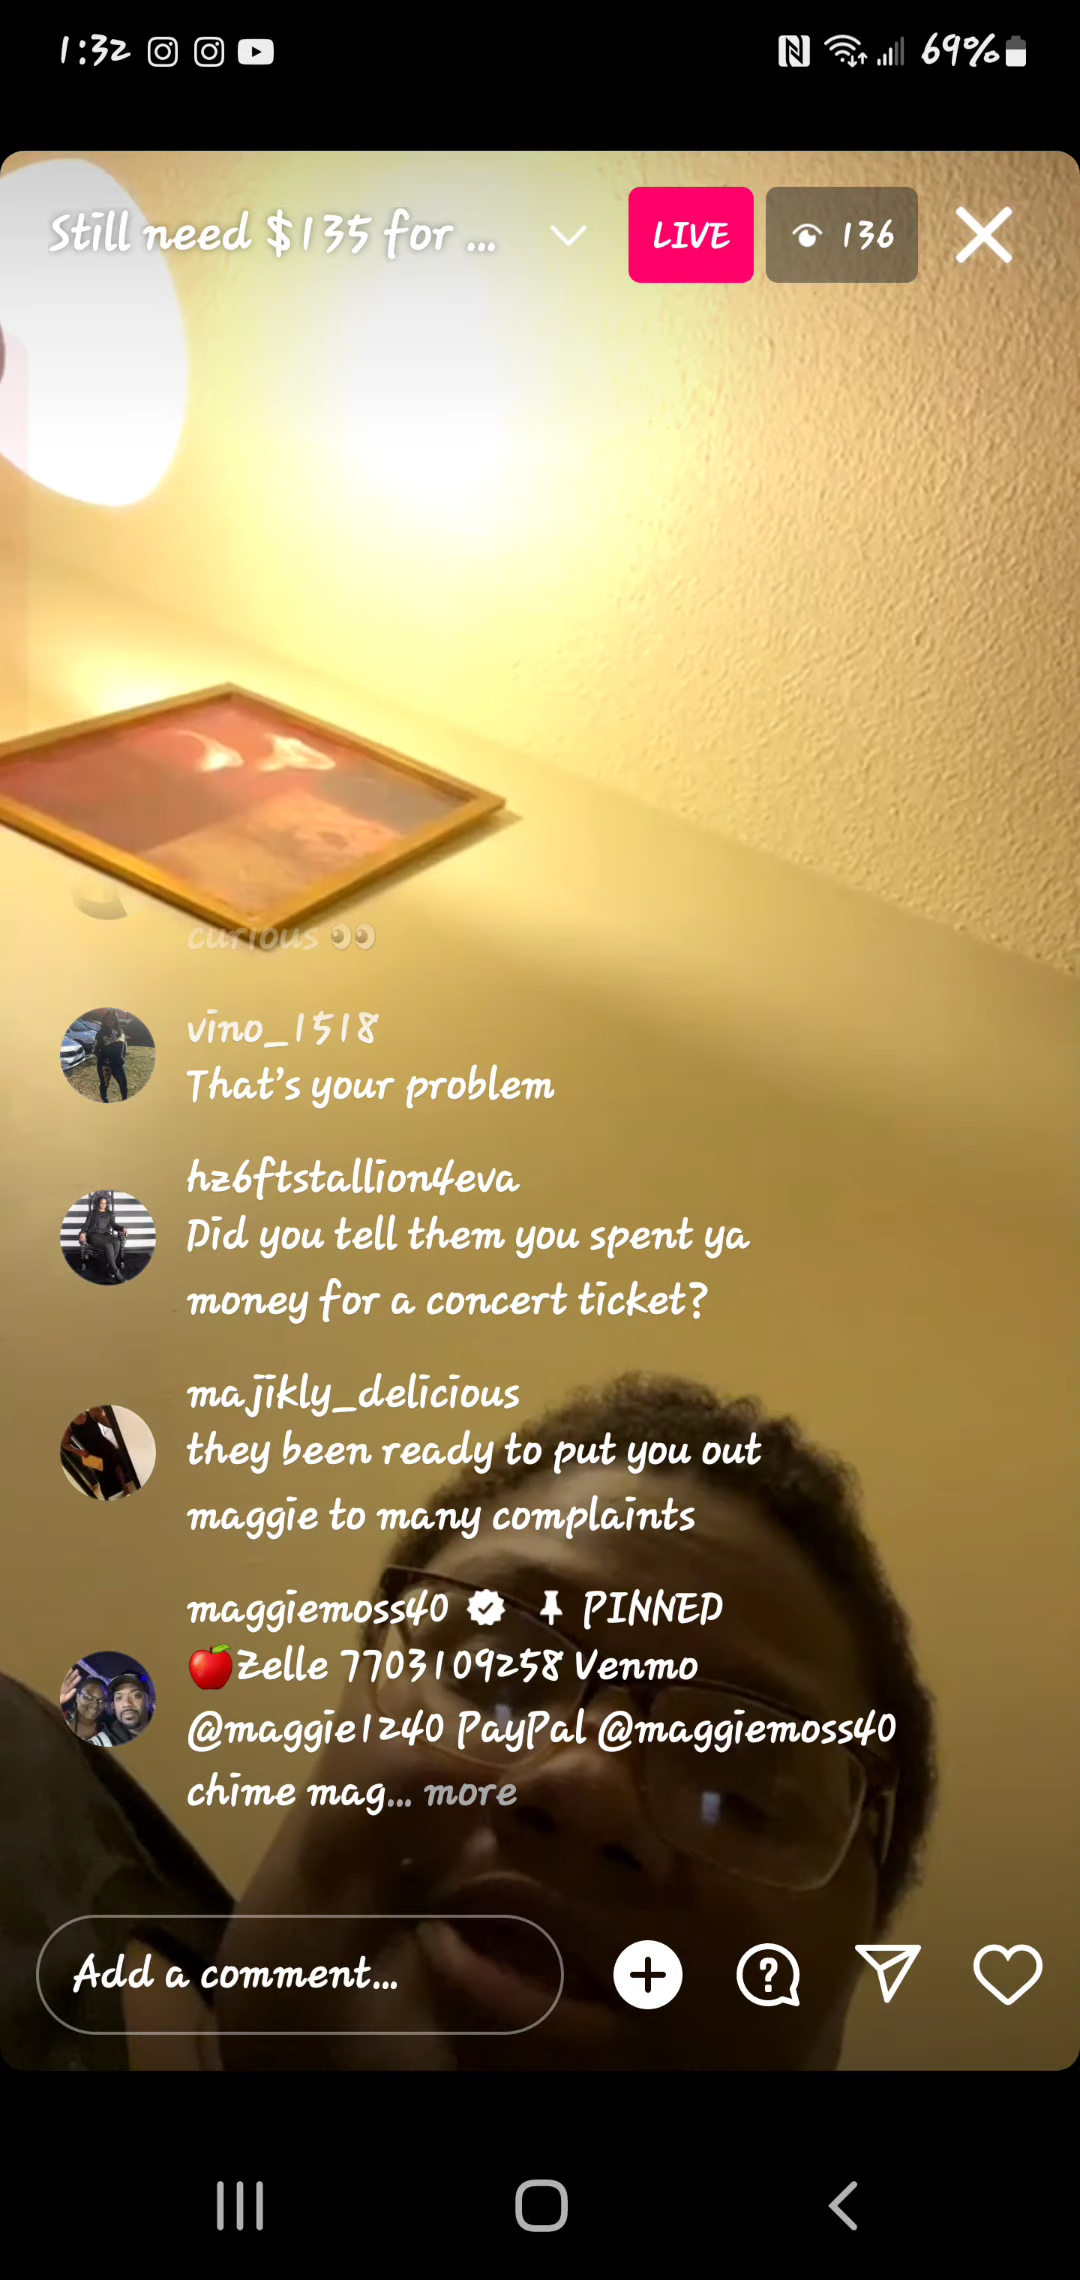 1:32
69%
Still need $135 for ...
LIVE
136
curious 👀
vino_1518
That's your problem
hz6ftstallion4eva
Did you tell them you spent ya
money for a concert ticket?
majikly_delicious
they been ready to put you out
maggie to many complaints
maggiemoss40 PINNED
🍎Zelle 7703109258 Venmo
@maggie1240 PayPal @maggiemoss40
chime mag... more
Add a comment...